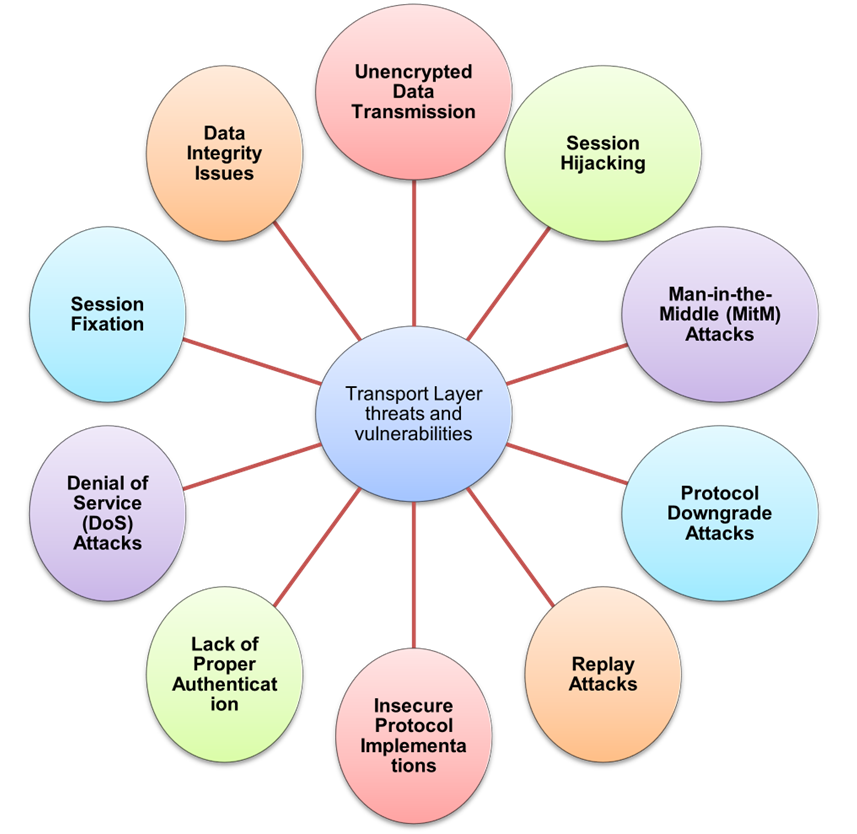 Unencrypted
Data
Transmission
Session
Hijacking
Man-in-the-
Middle (MitM)
Attacks
Protocol
Downgrade
Attacks
Replay
Attacks
Insecure
Protocol
Implementa
tions
Lack of
Proper
Authenticat
ion
Denial of
Service
(DoS)
Attacks
Session
Fixation
Data
Integrity
Issues
Transport Layer
threats and
vulnerabilities